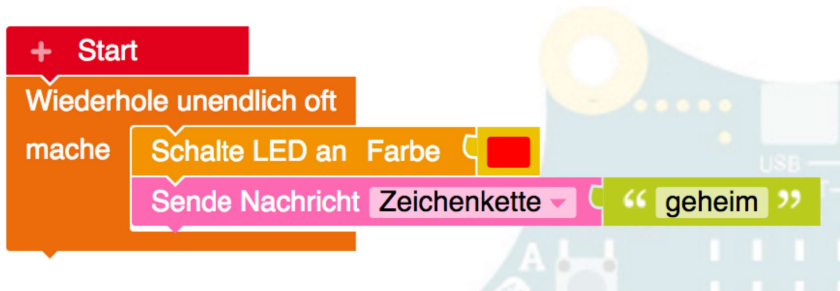 + Start
Wiederhole unendlich oft
mache Schalte LED an Farbe
Sende Nachricht Zeichenkette “ geheim ”
USB
A